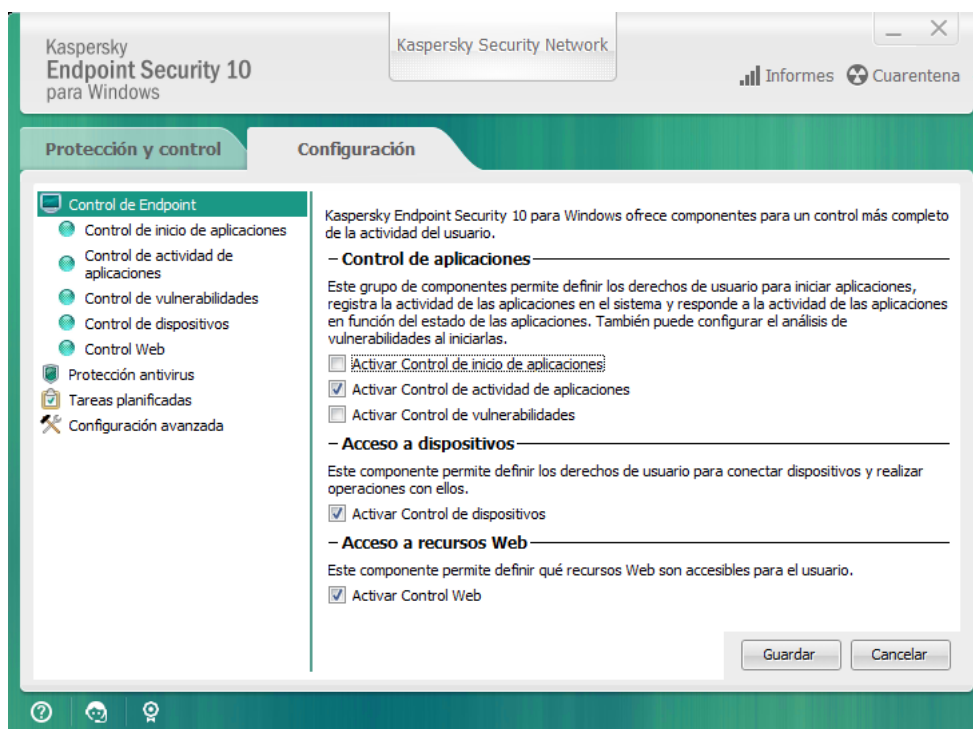 Kaspersky
Endpoint Security 10
para Windows
Kaspersky Security Network
Informes
Cuarentena
Protección y control
Configuración
Control de Endpoint
Control de inicio de aplicaciones
Control de actividad de
aplicaciones
Control de vulnerabilidades
Control de dispositivos
Control Web
Protección antivirus
Tareas planificadas
Configuración avanzada
Kaspersky Endpoint Security 10 para Windows ofrece componentes para un control más completo
de la actividad del usuario.
Control de aplicaciones
Este grupo de componentes permite definir los derechos de usuario para iniciar aplicaciones,
registra la actividad de las aplicaciones en el sistema y responde a la actividad de las aplicaciones
en función del estado de las aplicaciones. También puede configurar el análisis de
vulnerabilidades al iniciarlas.
Activar Control de inicio de aplicaciones
Activar Control de actividad de aplicaciones
Activar Control de vulnerabilidades
Acceso a dispositivos
Este componente permite definir los derechos de usuario para conectar dispositivos y realizar
operaciones con ellos.
Activar Control de dispositivos
Acceso a recursos Web
Este componente permite definir qué recursos Web son accesibles para el usuario.
Activar Control Web
Guardar
Cancelar